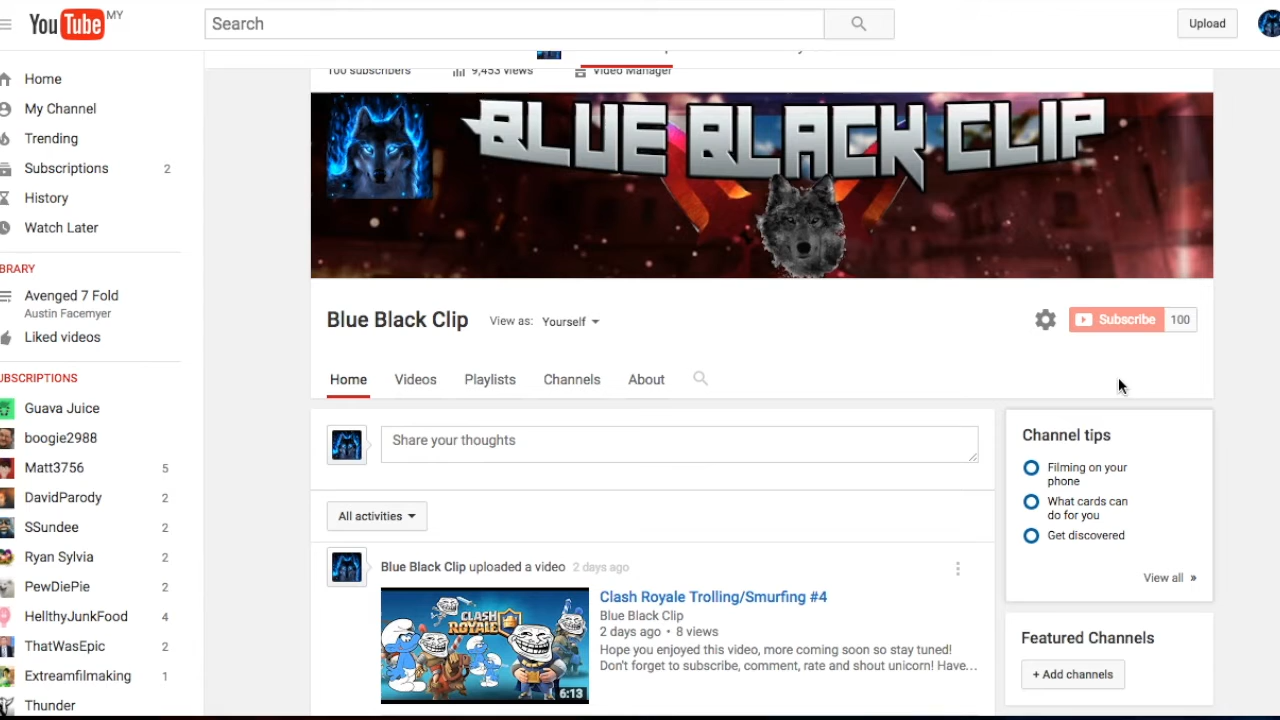 YouTube MY
Search
Upload
100 subscribers
9,453 views
Video Manager
BLUE BLACK CLIP
Home
My Channel
Trending
Subscriptions 2
History
Watch Later
BRARY
Avenged 7 Fold
Austin Facemyer
Liked videos
UBSCRIPTIONS
Guava Juice
boogie2988
Matt3756 5
DavidParody 2
SSundee 2
Ryan Sylvia 2
PewDiePie 2
HellthyJunkFood 4
ThatWasEpic 2
Extreamfilmaking 1
Thunder
Blue Black Clip
View as: Yourself
Subscribe 100
Home Videos Playlists Channels About
Share your thoughts
All activities
Blue Black Clip uploaded a video 2 days ago
CLASH
ROYALE
6:13
Clash Royale Trolling/Smurfing #4
Blue Black Clip
2 days ago • 8 views
Hope you enjoyed this video, more coming soon so stay tuned!
Don't forget to subscribe, comment, rate and shout unicorn! Have...
Channel tips
Filming on your
phone
What cards can
do for you
Get discovered
View all »
Featured Channels
+ Add channels